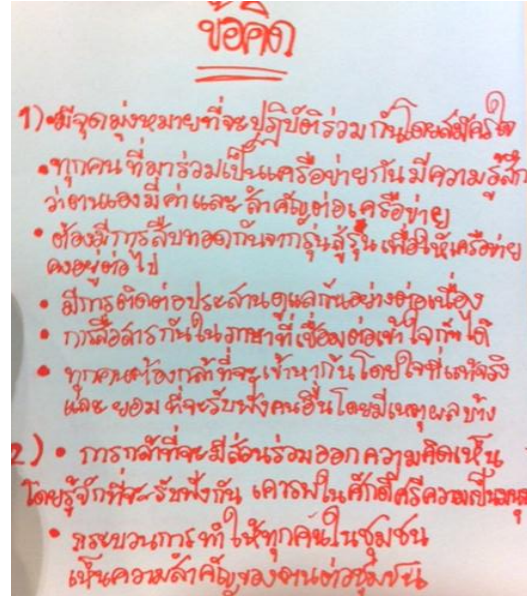 ข้อคิด
1) • มีจุดมุ่งหมายที่จะปฏิบัติร่วมกันโดยสมัครใจ
• ทุกคนที่มาร่วมเป็นเครือข่ายกัน มีความรู้สึก
ว่าตนเองมีค่าและสำคัญต่อเครือข่าย
• ต้องมีการสืบทอดกันจากรุ่นสู่รุ่น เพื่อให้เครือข่าย
คงอยู่ต่อไป
• มีการติดต่อประสานดูแลกันอย่างต่อเนื่อง
• การสื่อสารกันในภาษาที่เชื่อมต่อเข้าใจกันได้
• ทุกคนต้องกล้าที่จะเข้าหากันโดยใจที่แท้จริง
และยอมที่จะรับฟังคนอื่นโดยมีเหตุผลบ้าง
2) • การกล้าที่จะมีส่วนร่วมออกความคิดเห็น
โดยรู้จักที่จะรับฟังกัน เคารพในศักดิ์ศรีความเป็นมนุ
• กระบวนการทำให้ทุกคนในชุมชน
เห็นความสำคัญของตนต่อชุมชน